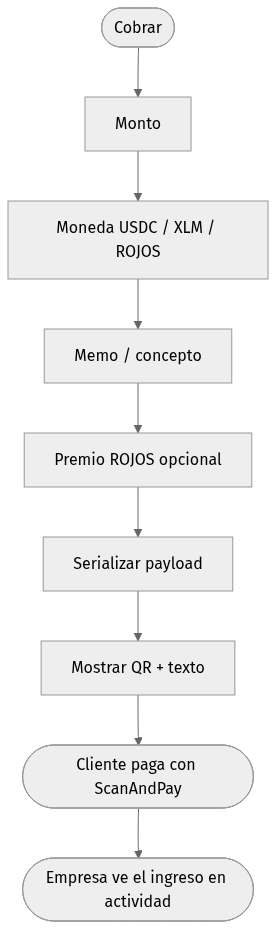 Cobrar
Monto
Moneda USDC / XLM /
ROJOS
Memo / concepto
Premio ROJOS opcional
Serializar payload
Mostrar QR + texto
Cliente paga con
ScanAndPay
Empresa ve el ingreso en
actividad